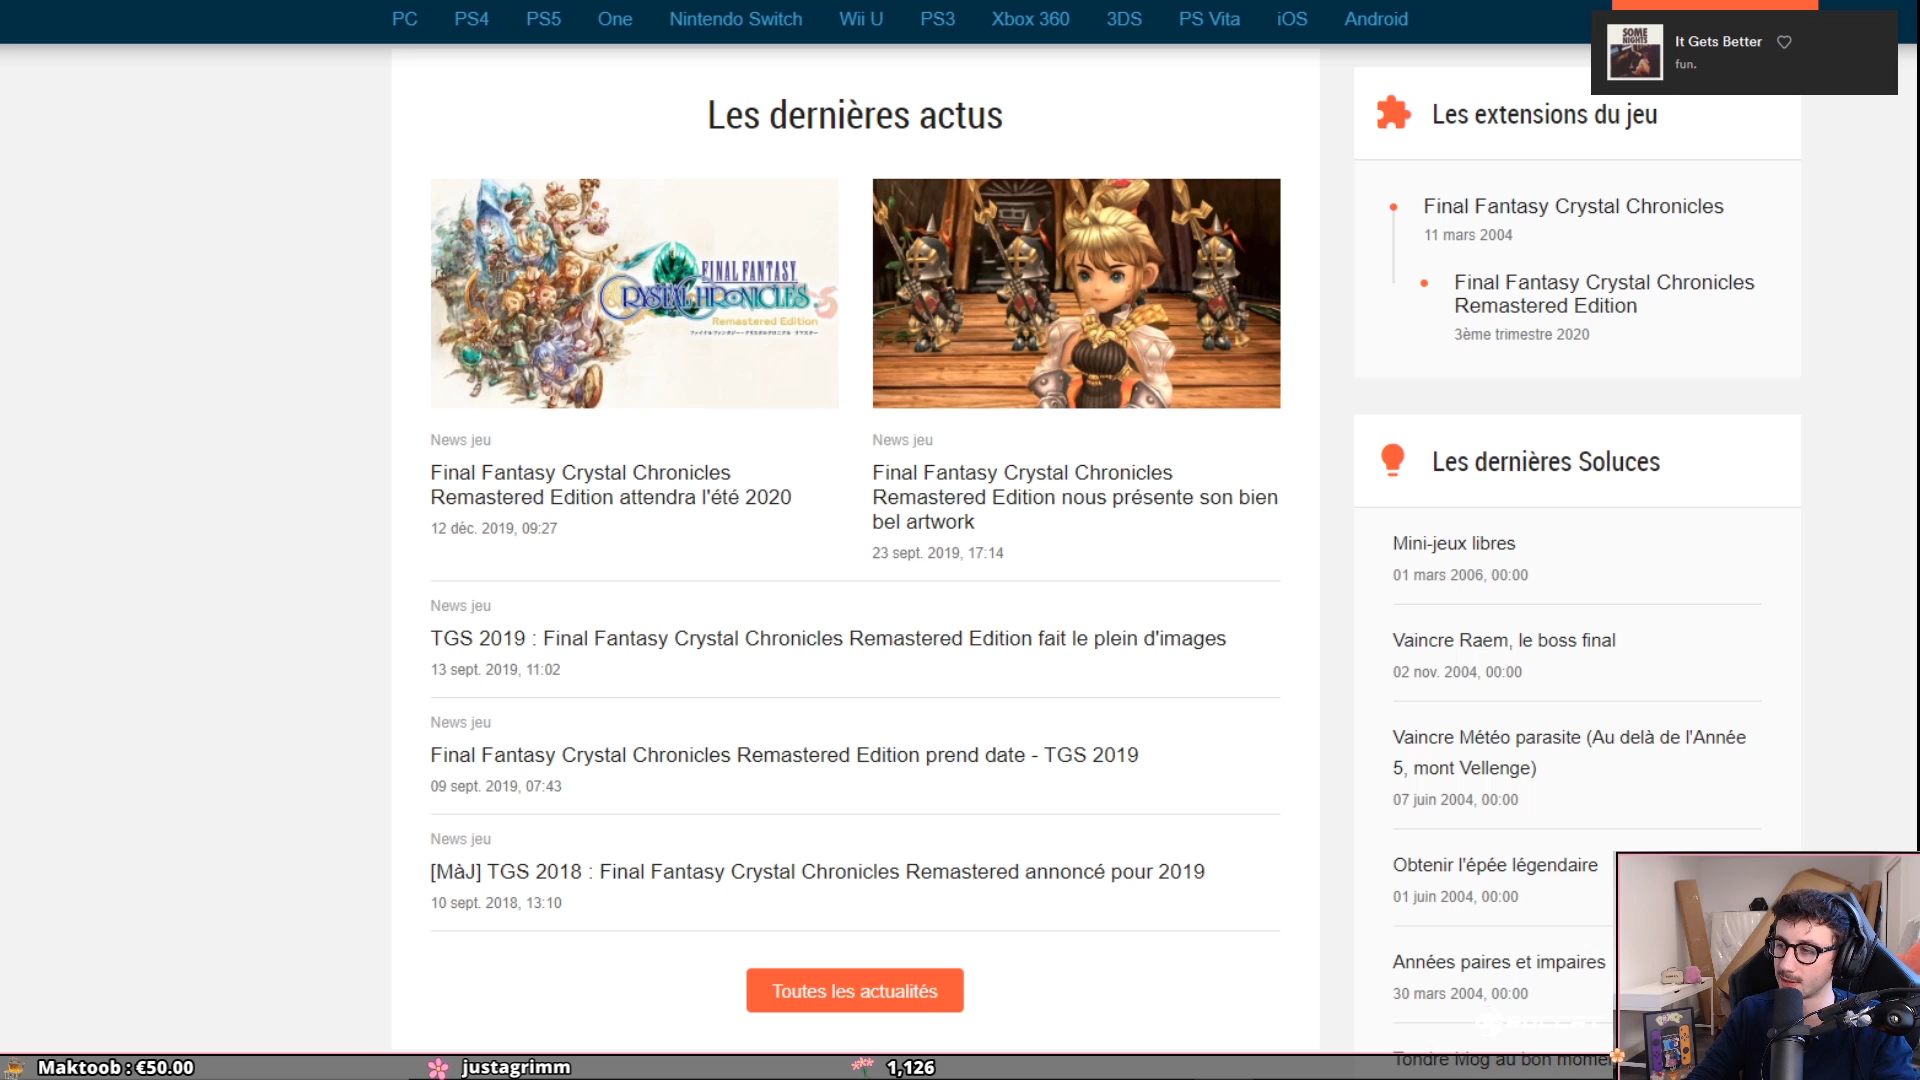 PC PS4 PS5 One Nintendo Switch Wii U PS3 Xbox 360 3DS PS Vita iOS Android
SOME
NIGHTS
It Gets Better
fun.
Les dernières actus
FINAL FANTASY
CRYSTAL CHRONICLES
Remastered Edition
News jeu
Final Fantasy Crystal Chronicles
Remastered Edition attendra l'été 2020
12 déc. 2019, 09:27
News jeu
Final Fantasy Crystal Chronicles
Remastered Edition nous présente son bien
bel artwork
23 sept. 2019, 17:14
News jeu
TGS 2019 : Final Fantasy Crystal Chronicles Remastered Edition fait le plein d'images
13 sept. 2019, 11:02
News jeu
Final Fantasy Crystal Chronicles Remastered Edition prend date - TGS 2019
09 sept. 2019, 07:43
News jeu
[MàJ] TGS 2018 : Final Fantasy Crystal Chronicles Remastered annoncé pour 2019
10 sept. 2018, 13:10
Toutes les actualités
Les extensions du jeu
Final Fantasy Crystal Chronicles
11 mars 2004
Final Fantasy Crystal Chronicles
Remastered Edition
3ème trimestre 2020
Les dernières Soluces
Mini-jeux libres
01 mars 2006, 00:00
Vaincre Raem, le boss final
02 nov. 2004, 00:00
Vaincre Météo parasite (Au delà de l'Année
5, mont Vellenge)
07 juin 2004, 00:00
Obtenir l'épée légendaire
01 juin 2004, 00:00
Années paires et impaires
30 mars 2004, 00:00
Tondre Mog au bon mome
Maktoob : €50.00
justagrimm
1,126